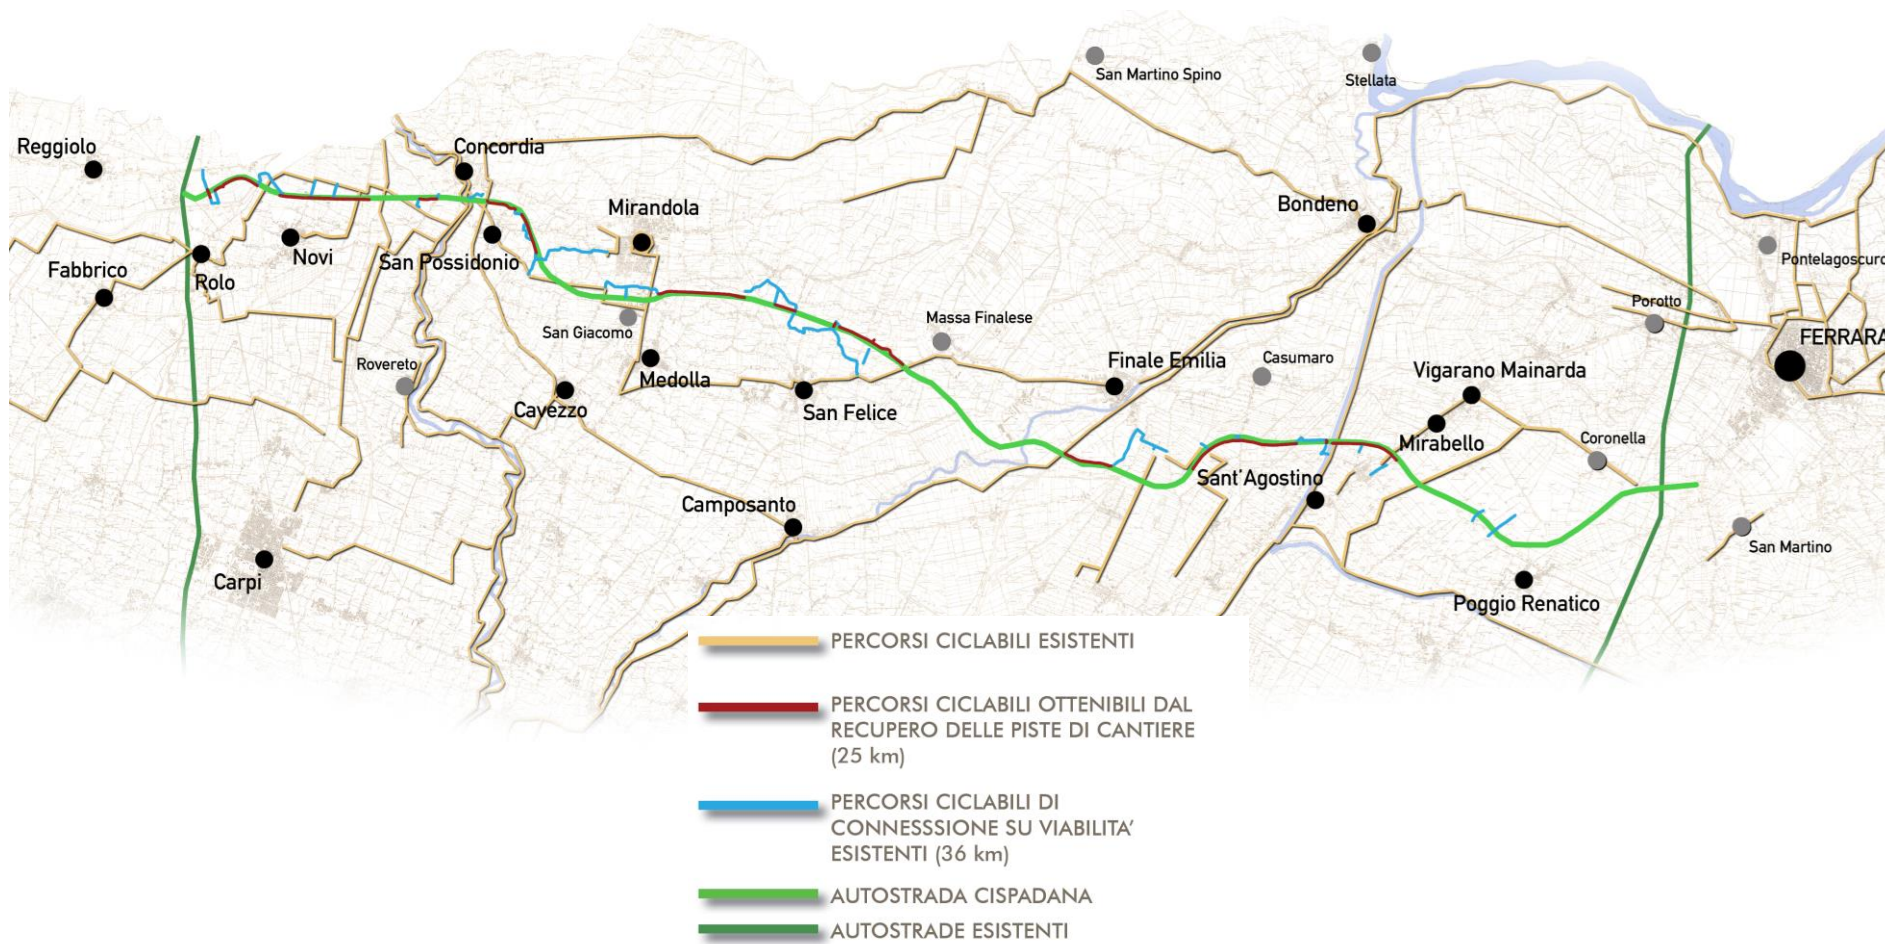 San Martino Spino
Stellata
Reggiolo
Concordia
Mirandola
Bondeno
Novi
San Possidonio
Pontelagoscuro
Fabbrico
Rolo
Porotto
San Giacomo
Massa Finalese
FERRARA
Rovereto
Medolla
Finale Emilia
Casumaro
Vigarano Mainarda
Cavezzo
San Felice
Mirabello
Coronella
Sant'Agostino
Camposanto
San Martino
Carpi
Poggio Renatico
PERCORSI CICLABILI ESISTENTI
PERCORSI CICLABILI OTTENIBILI DAL
RECUPERO DELLE PISTE DI CANTIERE
(25 km)
PERCORSI CICLABILI DI
CONNESSSIONE SU VIABILITA'
ESISTENTI (36 km)
AUTOSTRADA CISPADANA
AUTOSTRADE ESISTENTI